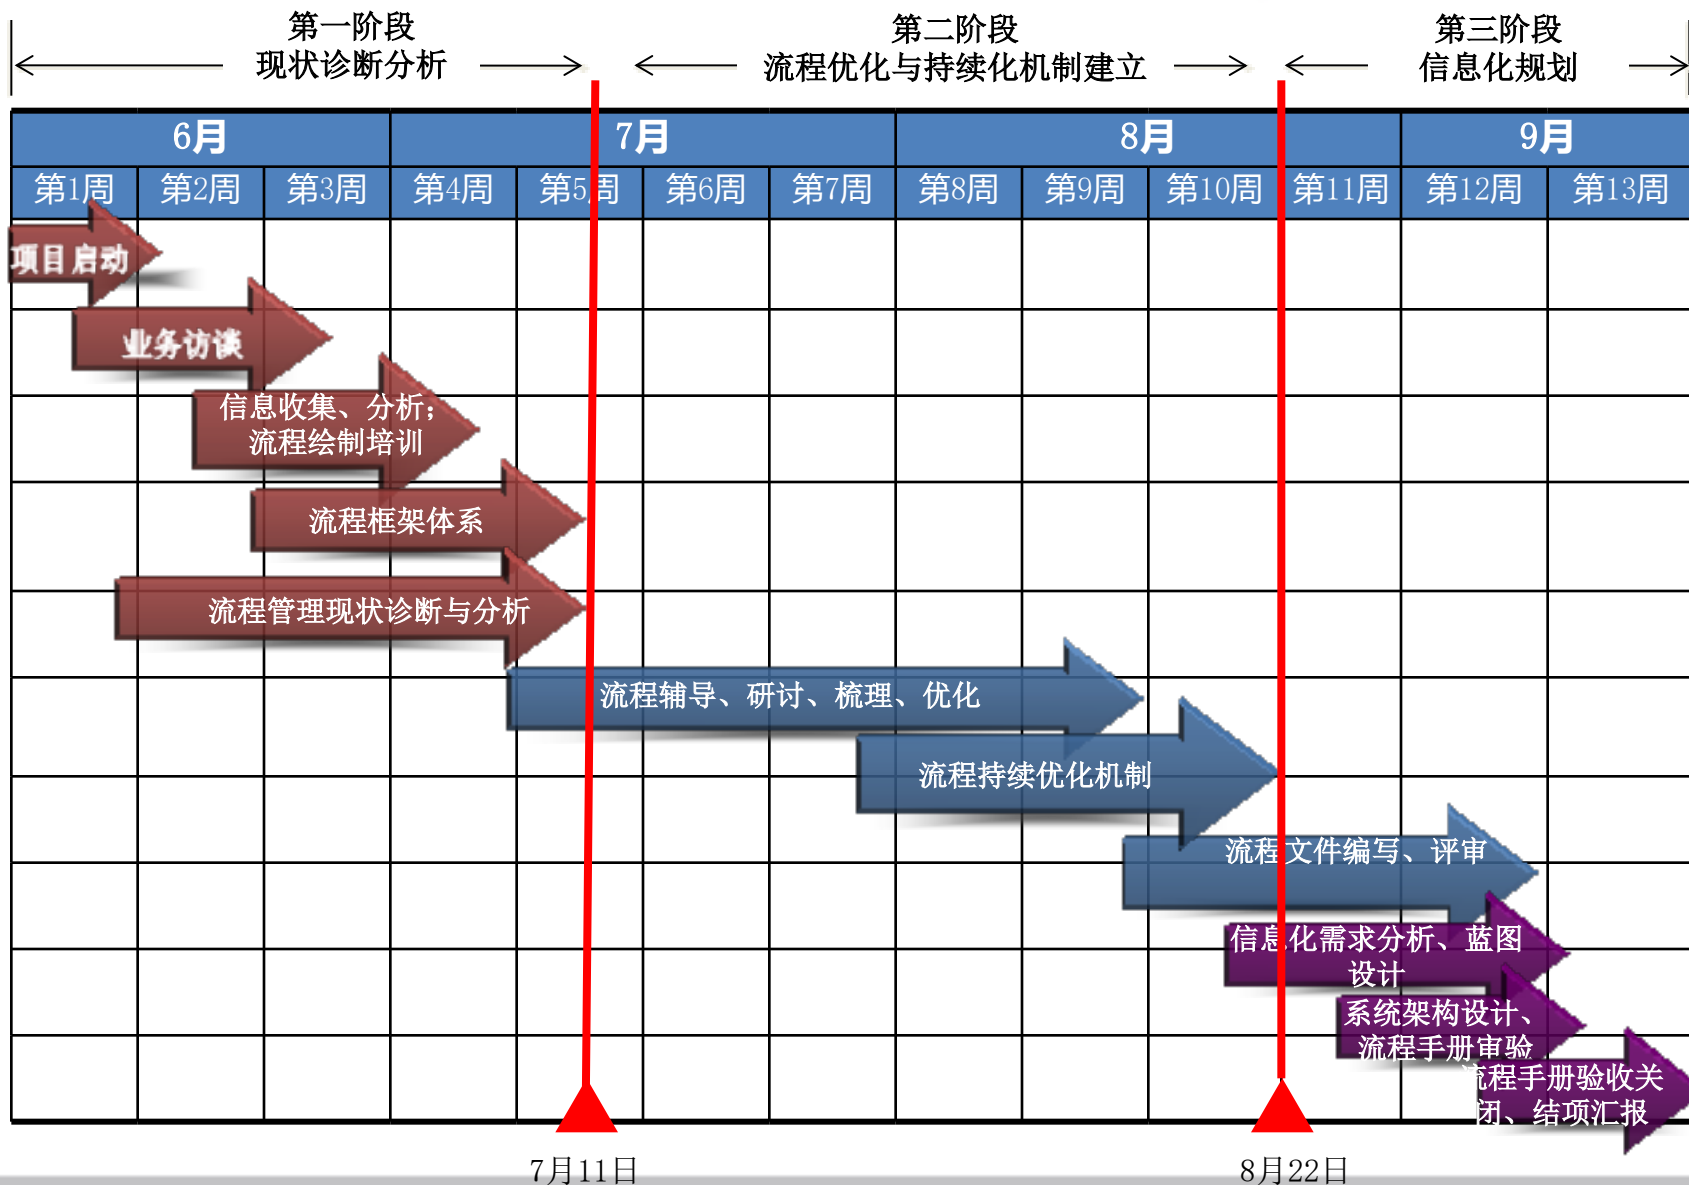 第一阶段
现状诊断分析
第二阶段
流程优化与持续化机制建立
第三阶段
信息化规划
6月
7月
8月
9月
第1周
第2周
第3周
第4周
第5周
第6周
第7周
第8周
第9周
第10周
第11周
第12周
第13周
项目启动
业务访谈
信息收集、分析；
流程绘制培训
流程框架体系
流程管理现状诊断与分析
流程辅导、研讨、梳理、优化
流程持续优化机制
流程文件编写、评审
信息化需求分析、蓝图
设计
系统架构设计、
流程手册审验
流程手册验收关
闭、结项汇报
7月11日
8月22日